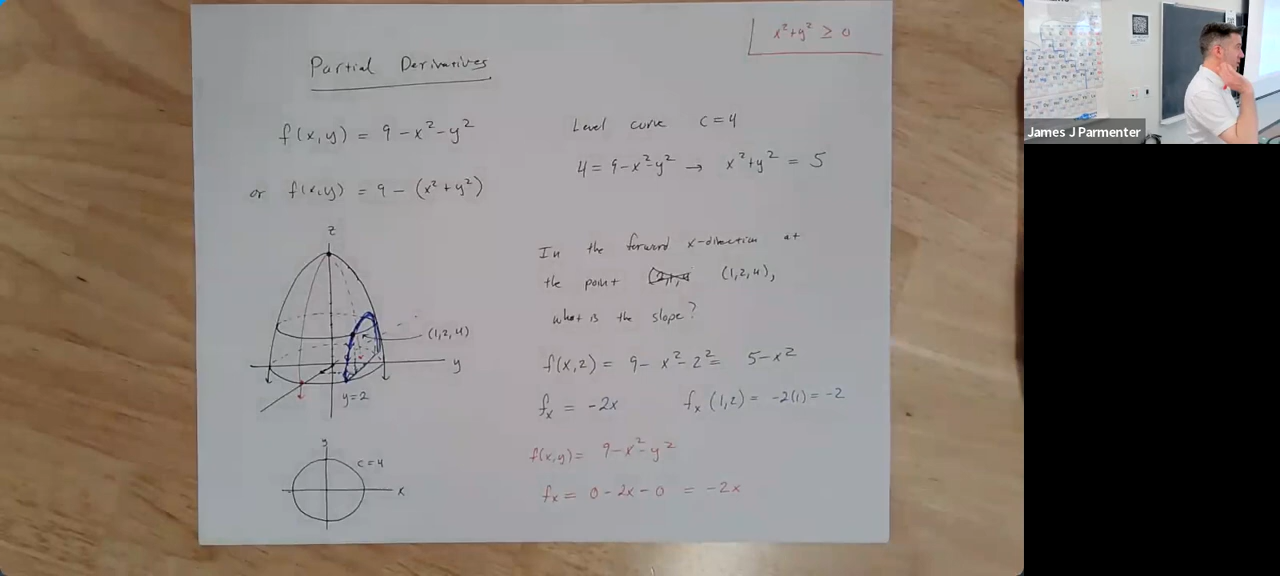 x² + y² ≥ 0
Partial Derivatives
f(x,y) = 9 - x² - y²
or f(x,y) = 9 - (x² + y²)
z
(1,2,4)
y
y=2
y
c=4
x
Level curve c=4
4 = 9 - x² - y² → x² + y² = 5
In the forward x-direction at
the point (1,2,4),
what is the slope?
f(x,2) = 9 - x² - 2² = 5 - x²
fₓ = -2x fₓ(1,2) = -2(1) = -2
f(x,y) = 9 - x² - y²
fₓ = 0 - 2x - 0 = -2x
James J Parmenter